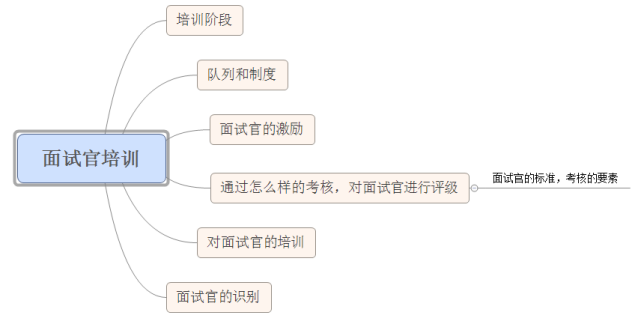 培训阶段
队列和制度
面试官的激励
面试官培训
通过怎么样的考核，对面试官进行评级
面试官的标准，考核的要素
对面试官的培训
面试官的识别